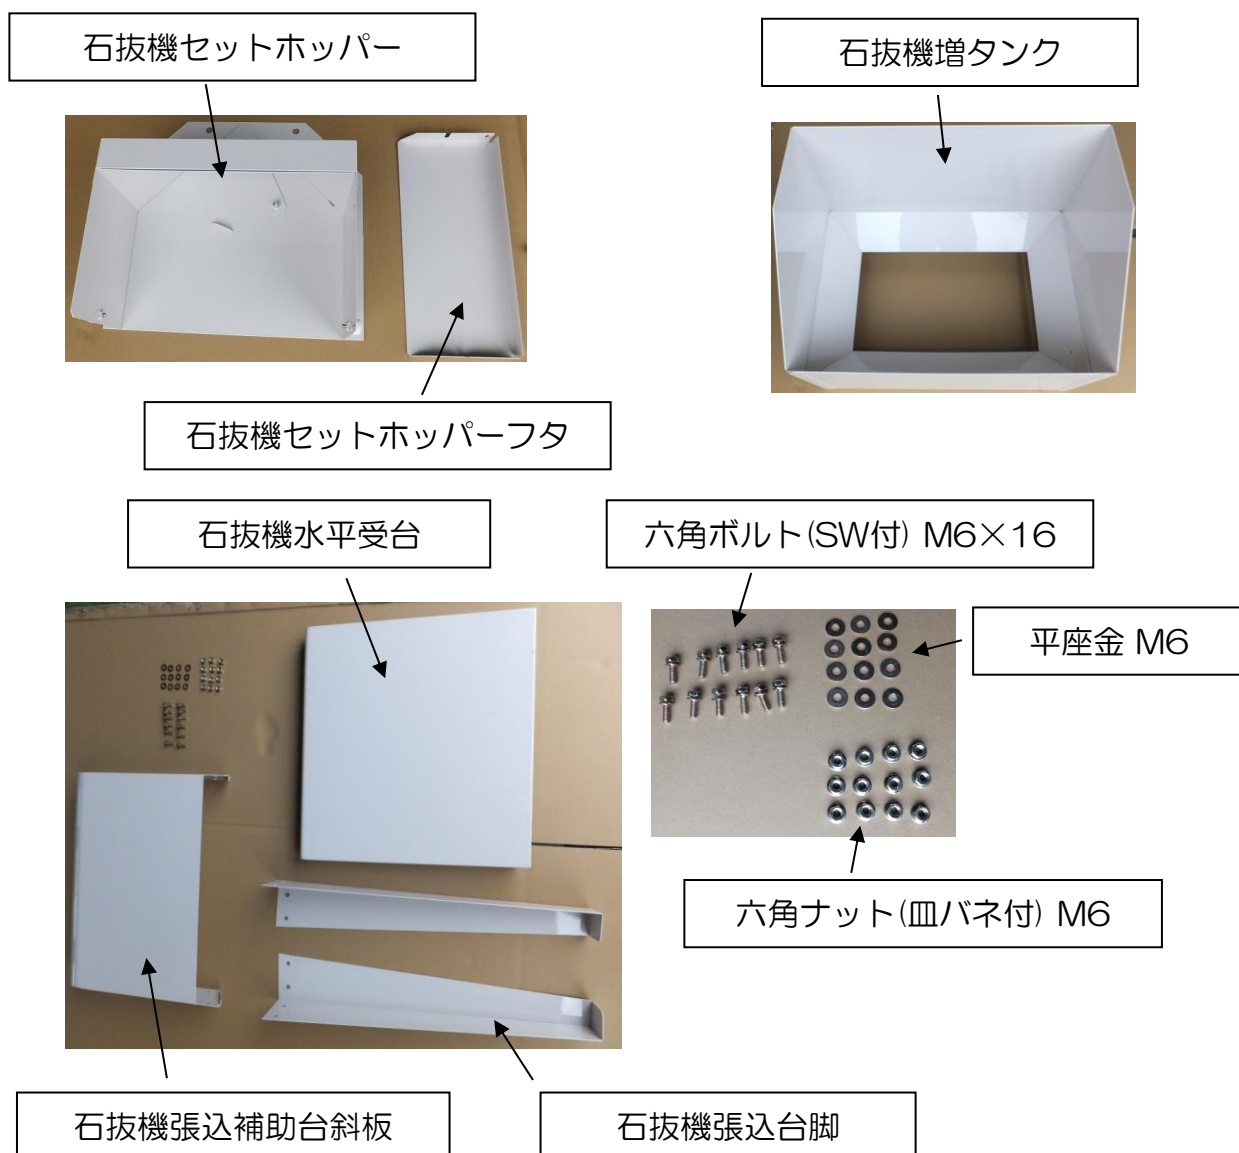 石抜機セットホッパー
石抜機増タンク
石抜機セットホッパーフタ
石抜機水平受台
六角ボルト(SW付) M6×16
平座金 M6
六角ナット(皿バネ付) M6
石抜機張込補助台斜板
石抜機張込台脚